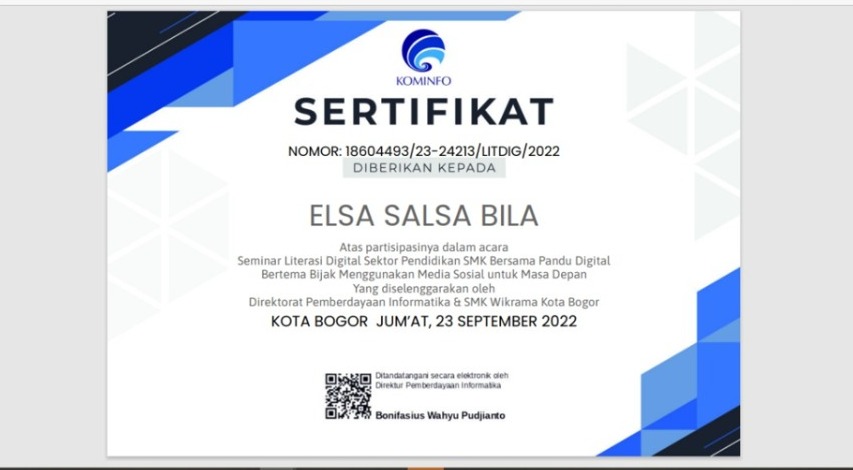 KOMINFO
SERTIFIKAT
NOMOR: 18604493/23-24213/LITDIG/2022
DIBERIKAN KEPADA
ELSA SALSA BILA
Atas partisipasinya dalam acara
Seminar Literasi Digital Sektor Pendidikan SMK Bersama Pandu Digital
Bertema Bijak Menggunakan Media Sosial untuk Masa Depan
Yang diselenggarakan oleh
Direktorat Pemberdayaan Informatika & SMK Wikrama Kota Bogor
KOTA BOGOR JUM'AT, 23 SEPTEMBER 2022
Ditandatangani secara elektronik oleh
Direktur Pemberdayaan Informatika
Bonifasius Wahyu Pudjianto